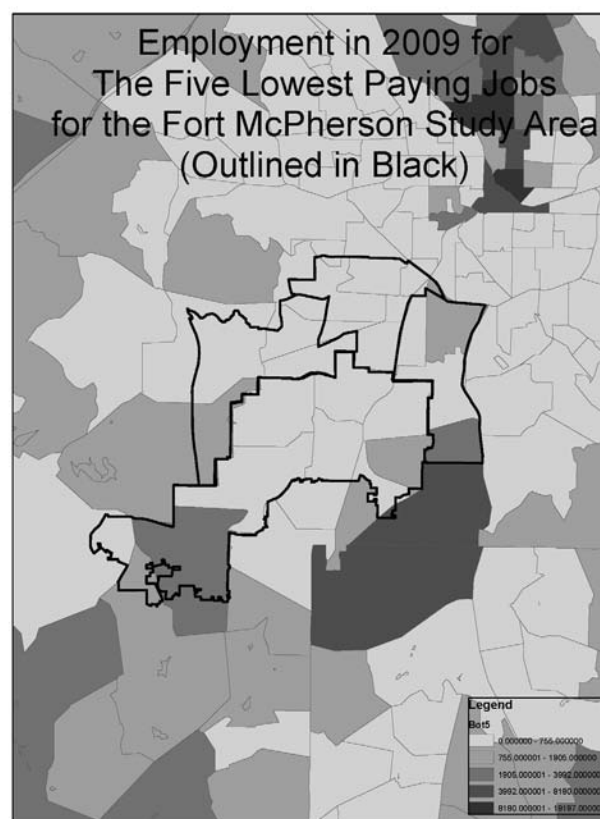 Employment in 2009 for
The Five Lowest Paying Jobs
for the Fort McPherson Study Area
(Outlined in Black)
Legend
Bot5
0.000000 - 755.000000
755.000001 - 1905.000000
1905.000001 - 3992.000000
3992.000001 - 8180.000000
8180.000001 - 18197.00000